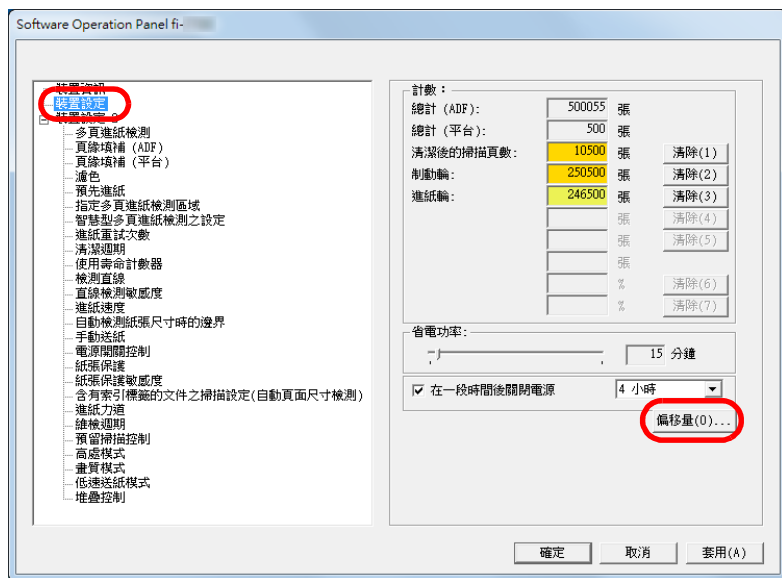 Software Operation Panel fi-
裝置資訊
裝置設定
裝置設定 2
多頁進紙檢測
頁緣填補 (ADF)
頁緣填補 (平台)
濾色
預先進紙
指定多頁進紙檢測區域
智慧型多頁進紙檢測之設定
進紙重試次數
清潔週期
使用壽命計數器
檢測直線
直線檢測敏感度
進紙速度
自動檢測紙張尺寸時的邊界
手動送紙
電源開關控制
紙張保護
紙張保護敏感度
含有索引標籤的文件之掃描設定(自動頁面尺寸檢測)
進紙力道
維檢週期
預留掃描控制
高處模式
畫質模式
低速送紙模式
堆疊控制
計數:
總計 (ADF): 500055 張
總計 (平台): 500 張
清潔後的掃描頁數: 10500 張 清除(1)
制動輪: 250500 張 清除(2)
進紙輪: 246500 張 清除(3)
張 清除(4)
張 清除(5)
張
% 清除(6)
% 清除(7)
省電功率:
15 分鐘
在一段時間後關閉電源 4 小時
偏移量(O)...
確定 取消 套用(A)